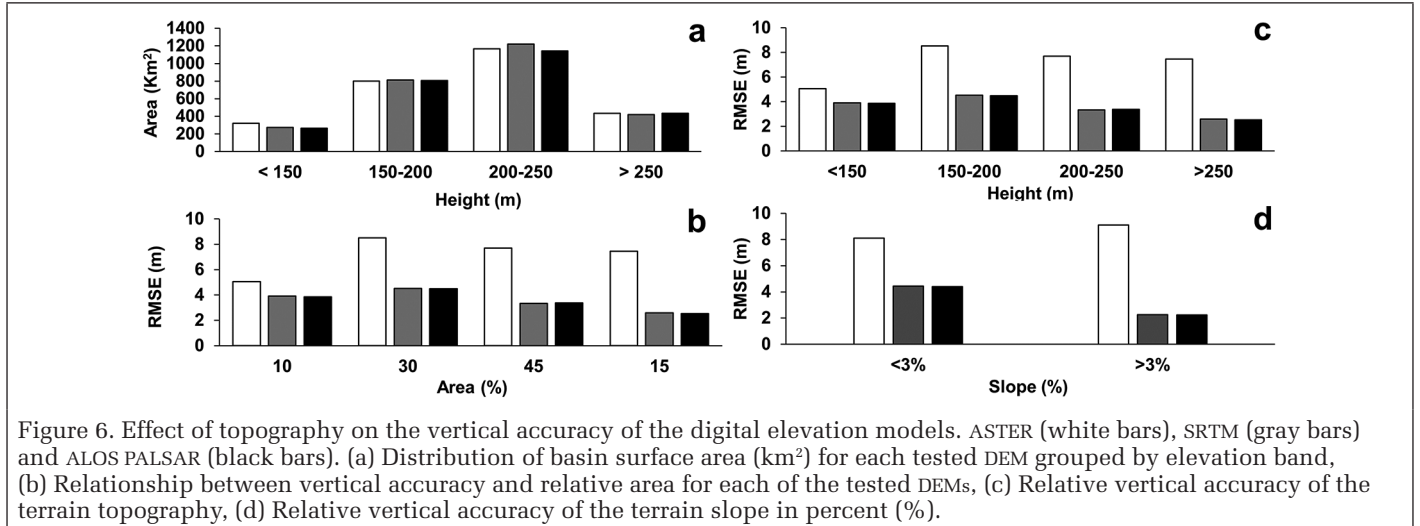 a
Area (Km²)
1400
1200
1000
800
600
400
200
0
< 150 150-200 200-250 > 250
Height (m)
c
RMSE (m)
10
8
6
4
2
0
<150 150-200 200-250 >250
Height (m)
b
RMSE (m)
10
8
6
4
2
0
10 30 45 15
Area (%)
d
RMSE (m)
10
8
6
4
2
0
<3% >3%
Slope (%)
Figure 6. Effect of topography on the vertical accuracy of the digital elevation models. ASTER (white bars), SRTM (gray bars)
and ALOS PALSAR (black bars). (a) Distribution of basin surface area (km²) for each tested DEM grouped by elevation band,
(b) Relationship between vertical accuracy and relative area for each of the tested DEMs, (c) Relative vertical accuracy of the
terrain topography, (d) Relative vertical accuracy of the terrain slope in percent (%).